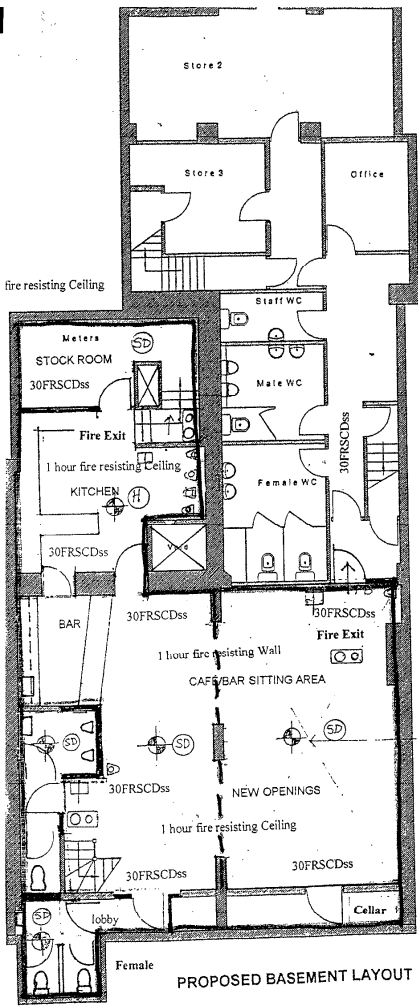 Store 2
Store 3
Office
fire resisting Ceiling
Staff WC
Meters
SD
STOCK ROOM
30FRSCDss
Male WC
Fire Exit
30FRSCDss
1 hour fire resisting Ceiling
Female WC
KITCHEN
H
Void
30FRSCDss
BAR
30FRSCDss
30FRSCDss
Fire Exit
1 hour fire resisting Wall
CAFE/BAR SITTING AREA
SD
SD
SD
30FRSCDss
NEW OPENINGS
1 hour fire resisting Ceiling
30FRSCDss
30FRSCDss
SD
lobby
Cellar
Female
PROPOSED BASEMENT LAYOUT